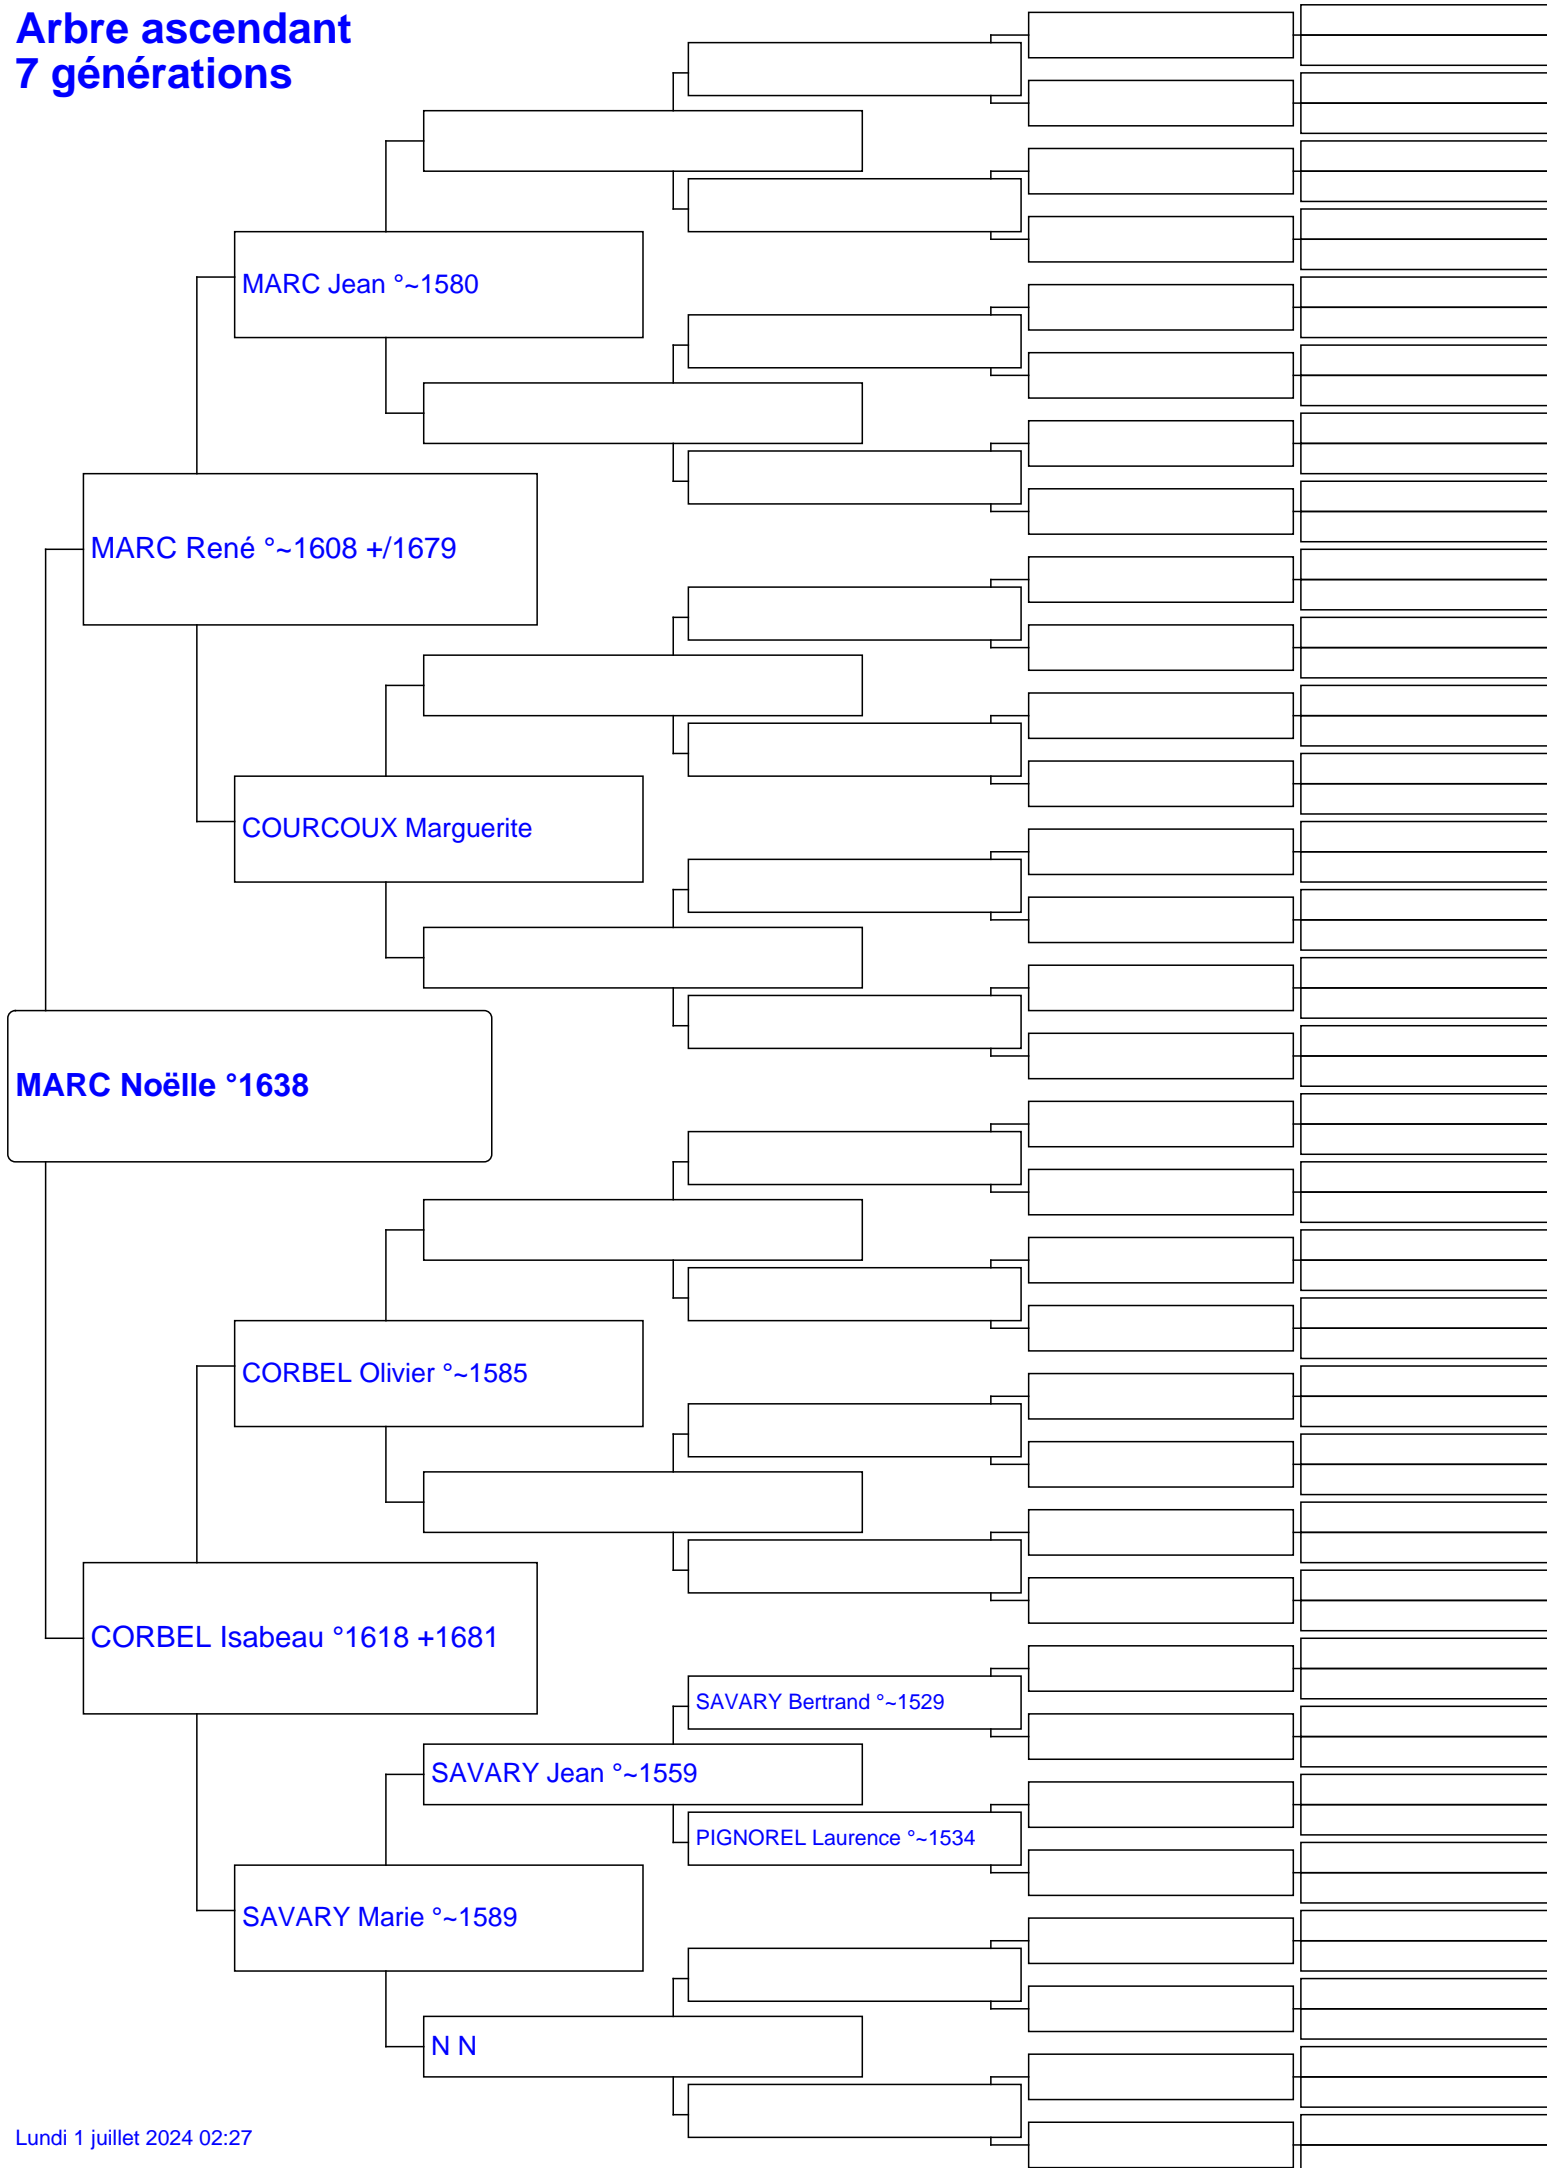 Arbre ascendant
7 générations
MARC Jean °~1580
MARC René °~1608 +/1679
COURCOUX Marguerite
MARC Noëlle °1638
CORBEL Olivier °~1585
CORBEL Isabeau °1618 +1681
SAVARY Bertrand °~1529
SAVARY Jean °~1559
PIGNOREL Laurence °~1534
SAVARY Marie °~1589
N N
Lundi 1 juillet 2024 02:27